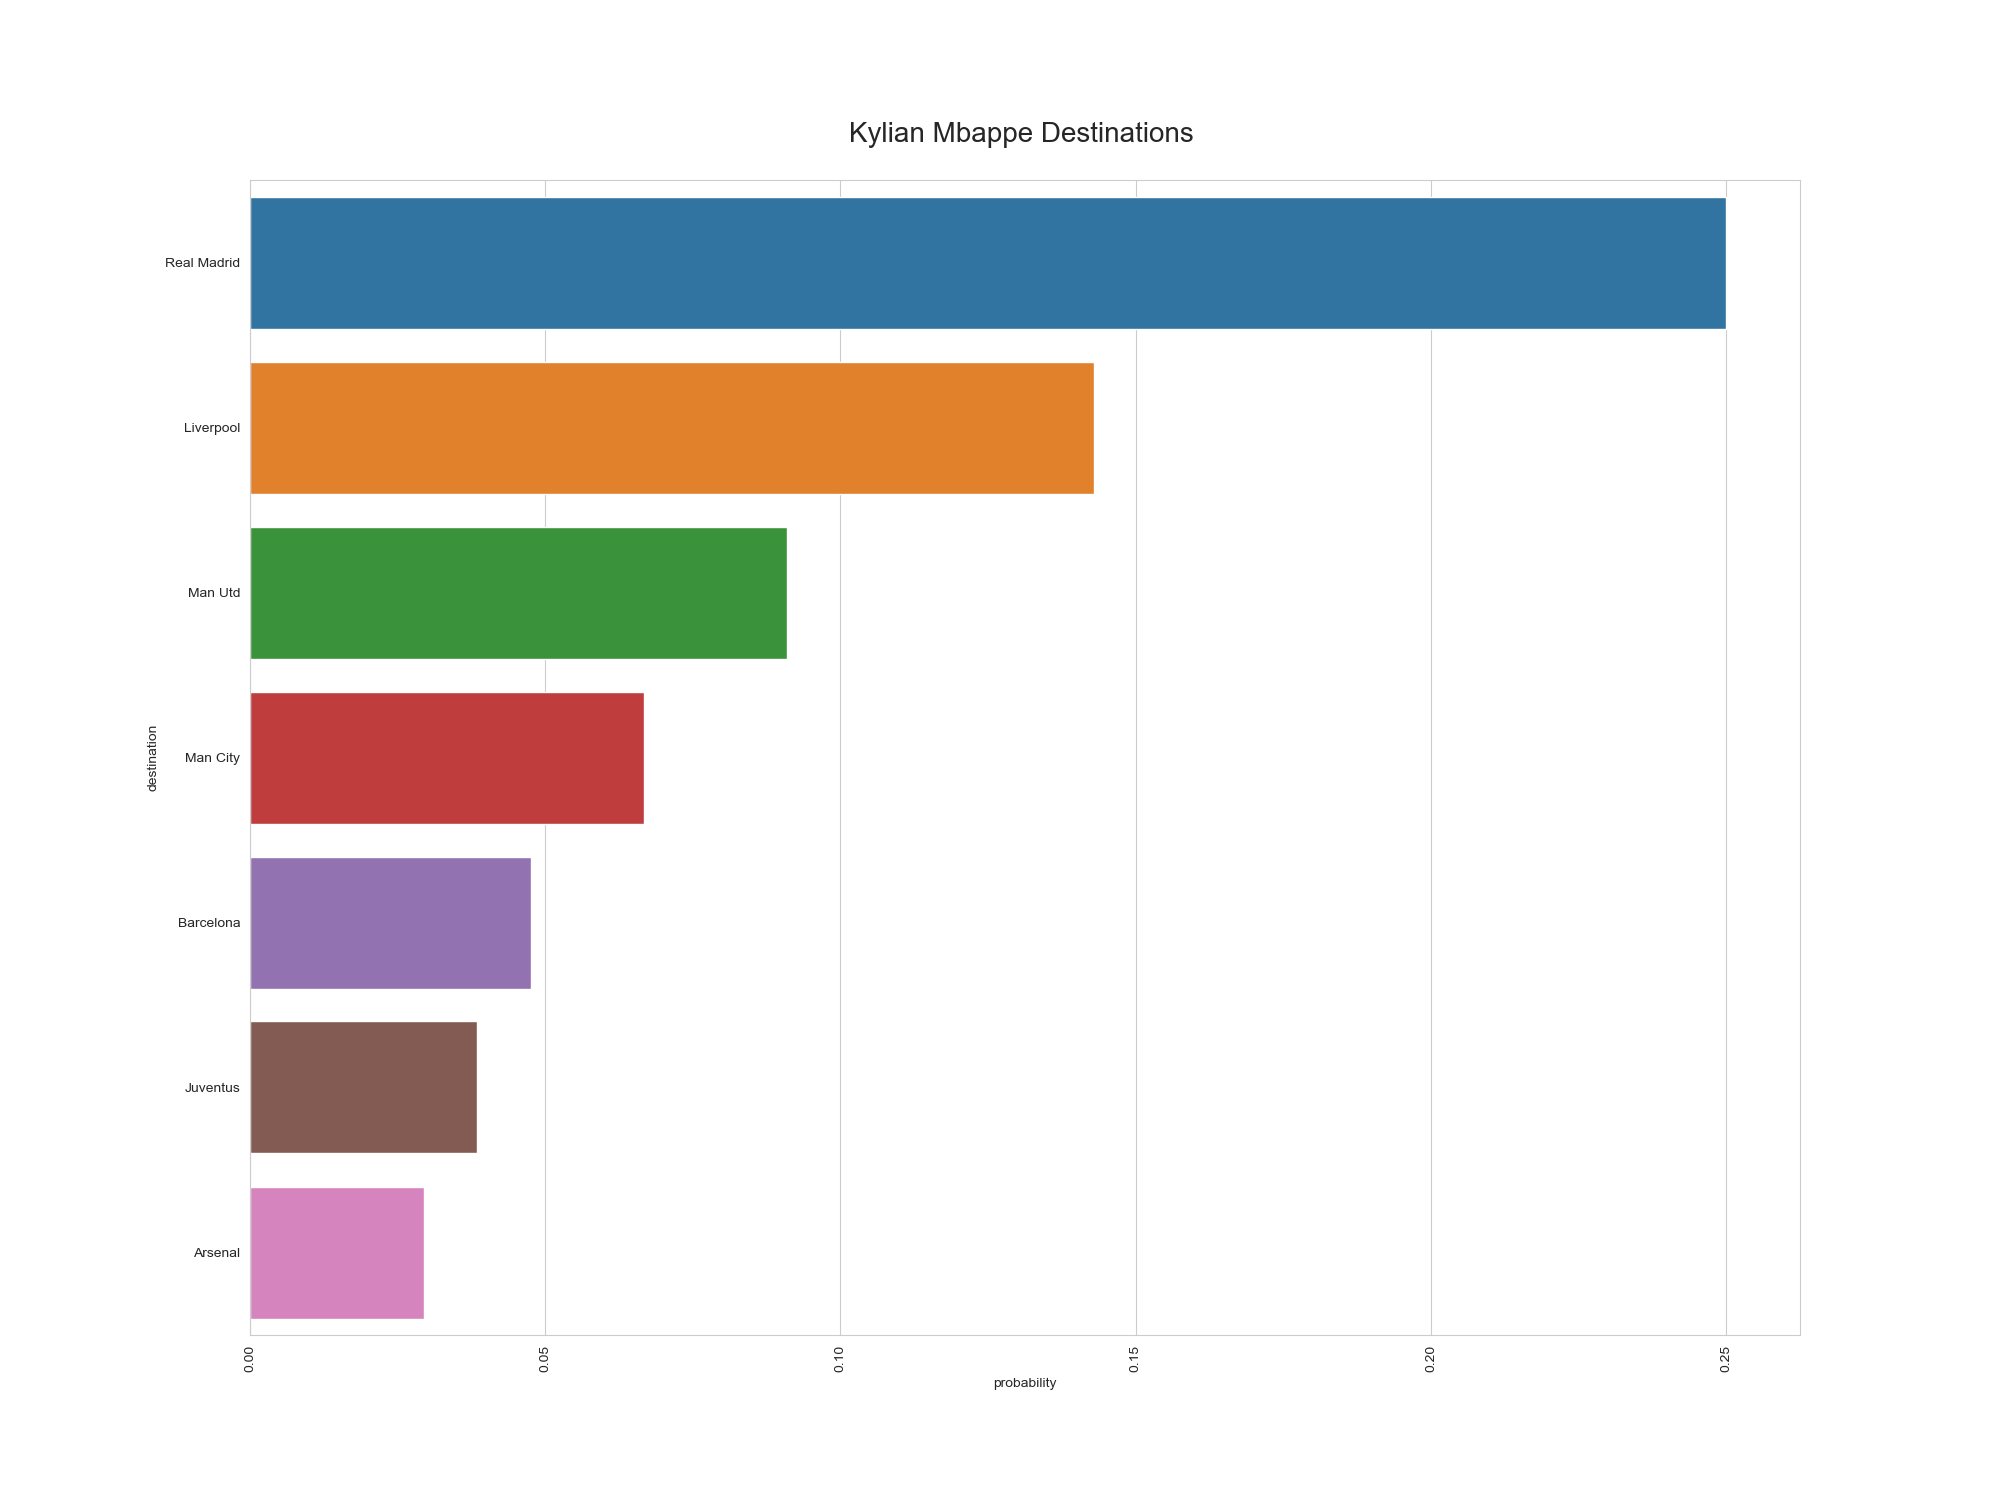 Kylian Mbappe Destinations
Real Madrid
Liverpool
Man Utd
Man City
Barcelona
Juventus
Arsenal
destination
0.00
0.05
0.10
0.15
0.20
0.25
probability